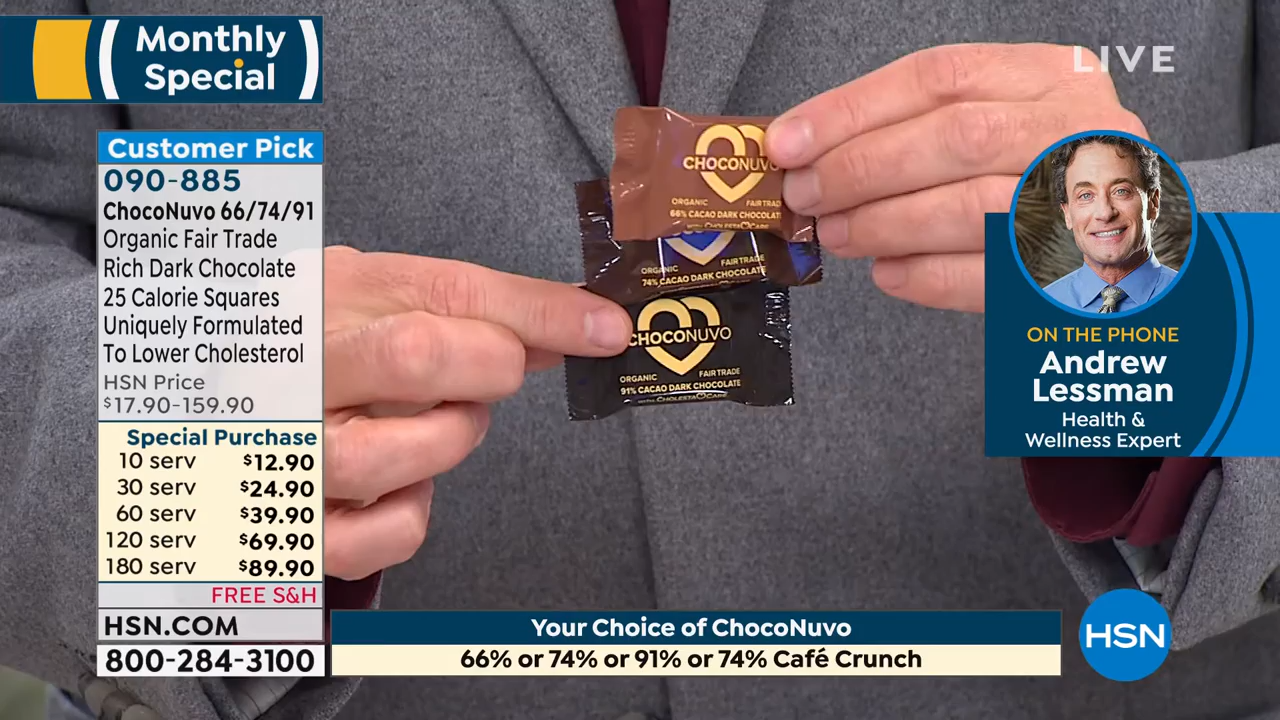 Monthly
Special
LIVE
Customer Pick
090-885
ChocoNuvo 66/74/91
Organic Fair Trade
Rich Dark Chocolate
25 Calorie Squares
Uniquely Formulated
To Lower Cholesterol
HSN Price
$17.90-159.90
Special Purchase
10 serv $12.90
30 serv $24.90
60 serv $39.90
120 serv $69.90
180 serv $89.90
FREE S&H
HSN.COM
800-284-3100
CHOCONUVO
ORGANIC FAIR TRADE
66% CACAO DARK CHOCOLATE
WITH CHOLESTACARE
ORGANIC FAIR TRADE
74% CACAO DARK CHOCOLATE
CHOCONUVO
ORGANIC FAIR TRADE
91% CACAO DARK CHOCOLATE
WITH CHOLESTACARE
ON THE PHONE
Andrew
Lessman
Health &
Wellness Expert
Your Choice of ChocoNuvo
66% or 74% or 91% or 74% Café Crunch
HSN